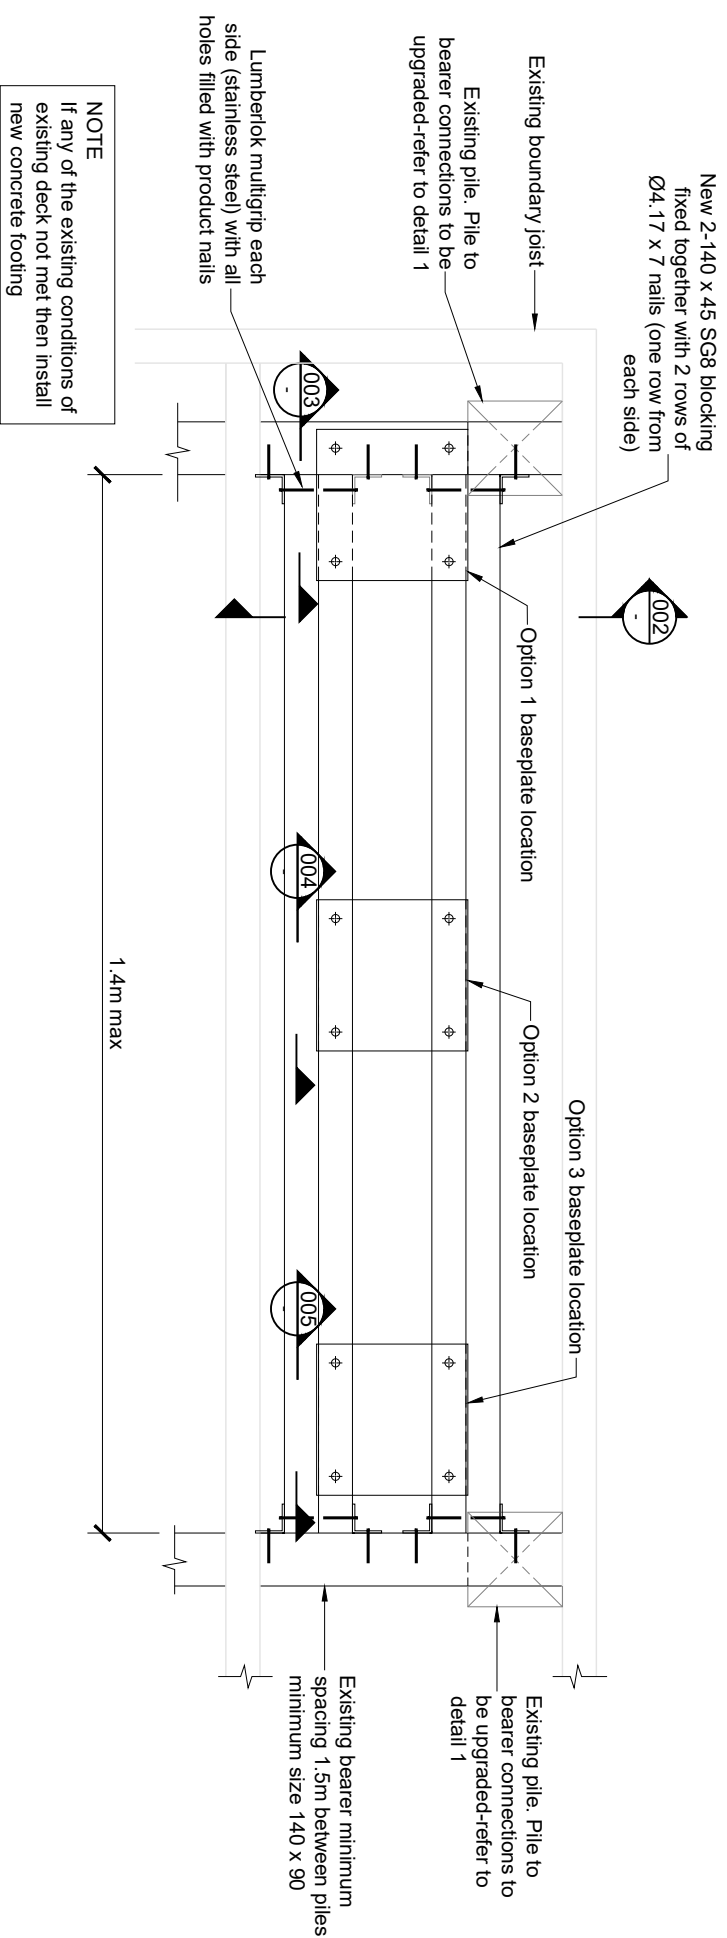 New 2-140 x 45 SG8 blocking
fixed together with 2 rows of
Ø4.17 x 7 nails (one row from
each side)
Existing boundary joist
Existing pile. Pile to
bearer connections to be
upgraded-refer to detail 1
Lumberlok multigrip each
side (stainless steel) with all
holes filled with product nails
NOTE
If any of the existing conditions of
existing deck not met then install
new concrete footing
002
-
003
-
Option 1 baseplate location
004
-
Option 2 baseplate location
Option 3 baseplate location
005
-
1.4m max
Existing pile. Pile to
bearer connections to
be upgraded-refer to
detail 1
Existing bearer minimum
spacing 1.5m between piles
minimum size 140 x 90